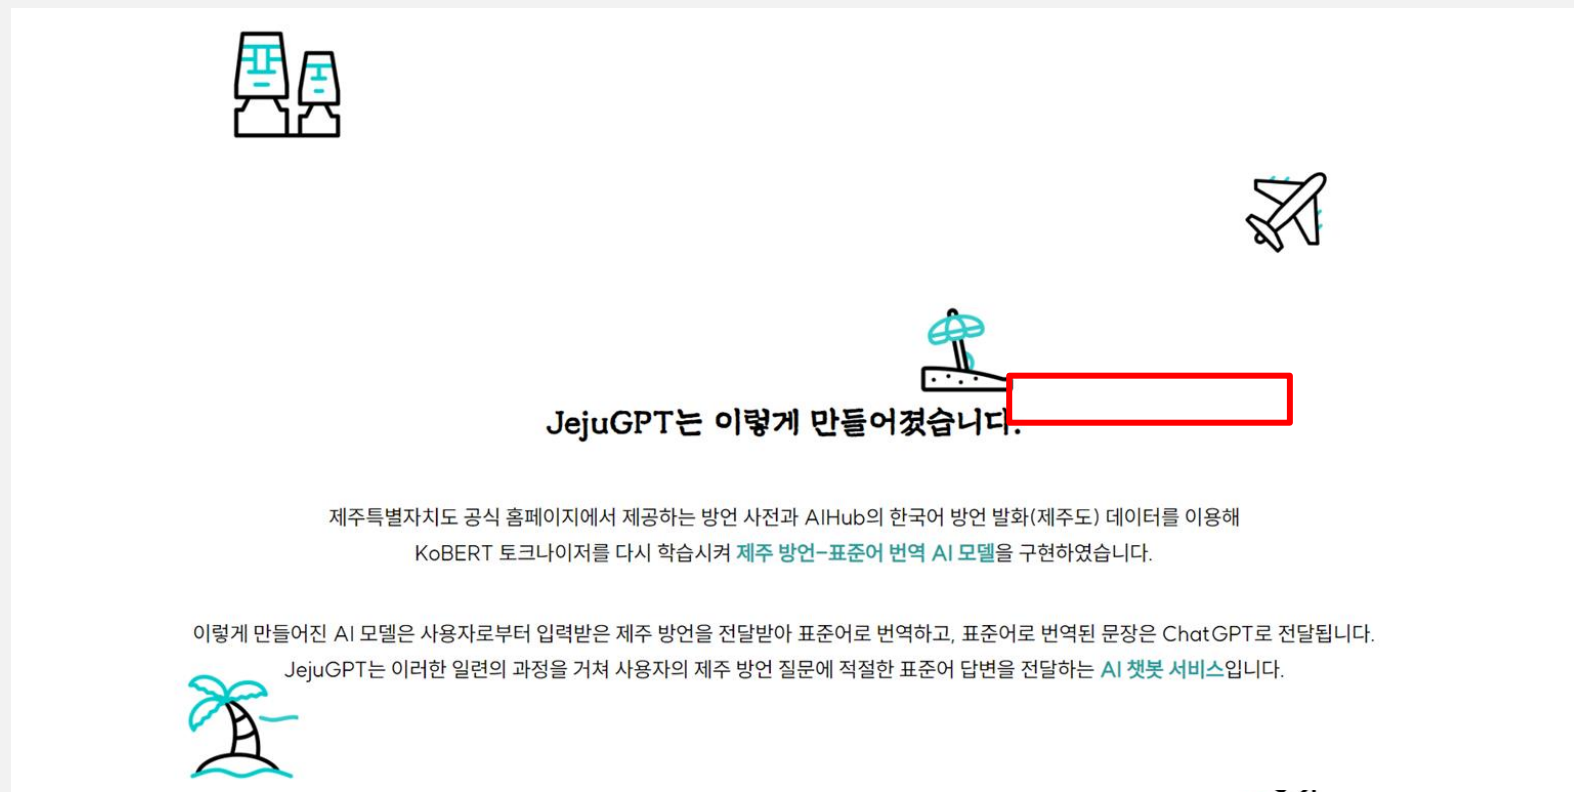 JejuGPT는 이렇게 만들어졌습니다.
제주특별자치도 공식 홈페이지에서 제공하는 방언 사전과 AIHub의 한국어 방언 발화(제주도) 데이터를 이용해
KoBERT 토크나이저를 다시 학습시켜 제주 방언-표준어 번역 AI 모델을 구현하였습니다.
이렇게 만들어진 AI 모델은 사용자로부터 입력받은 제주 방언을 전달받아 표준어로 번역하고, 표준어로 번역된 문장은 ChatGPT로 전달됩니다.
JejuGPT는 이러한 일련의 과정을 거쳐 사용자의 제주 방언 질문에 적절한 표준어 답변을 전달하는 AI 챗봇 서비스입니다.